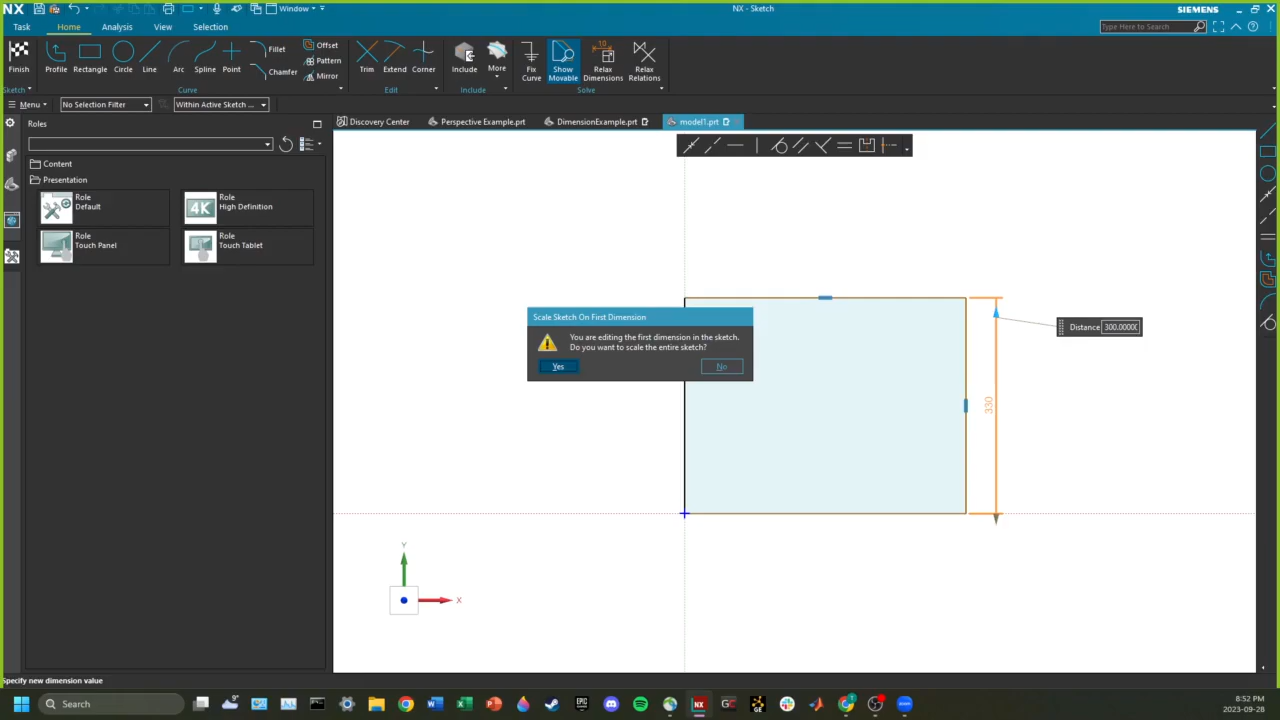 NX
Window
NX - Sketch
SIEMENS
Task
Home
Analysis
View
Selection
Type Here to Search
Finish
Profile
Rectangle
Circle
Line
Arc
Spline
Point
Fillet
Chamfer
Offset
Pattern
Mirror
Trim
Extend
Corner
Include
More
Fix
Curve
Show
Movable
Relax
Dimensions
Relax
Relations
Sketch
Curve
Edit
Include
Solve
Menu
No Selection Filter
Within Active Sketch ...
Roles
Discovery Center
Perspective Example.prt
DimensionExample.prt
model1.prt
Content
Presentation
Role
Default
4K
Role
High Definition
Role
Touch Panel
Role
Touch Tablet
Scale Sketch On First Dimension
You are editing the first dimension in the sketch.
Do you want to scale the entire sketch?
Yes
No
Distance 300.0000
330
Y
X
Specify new dimension value
Search
8:52 PM
2023-09-28